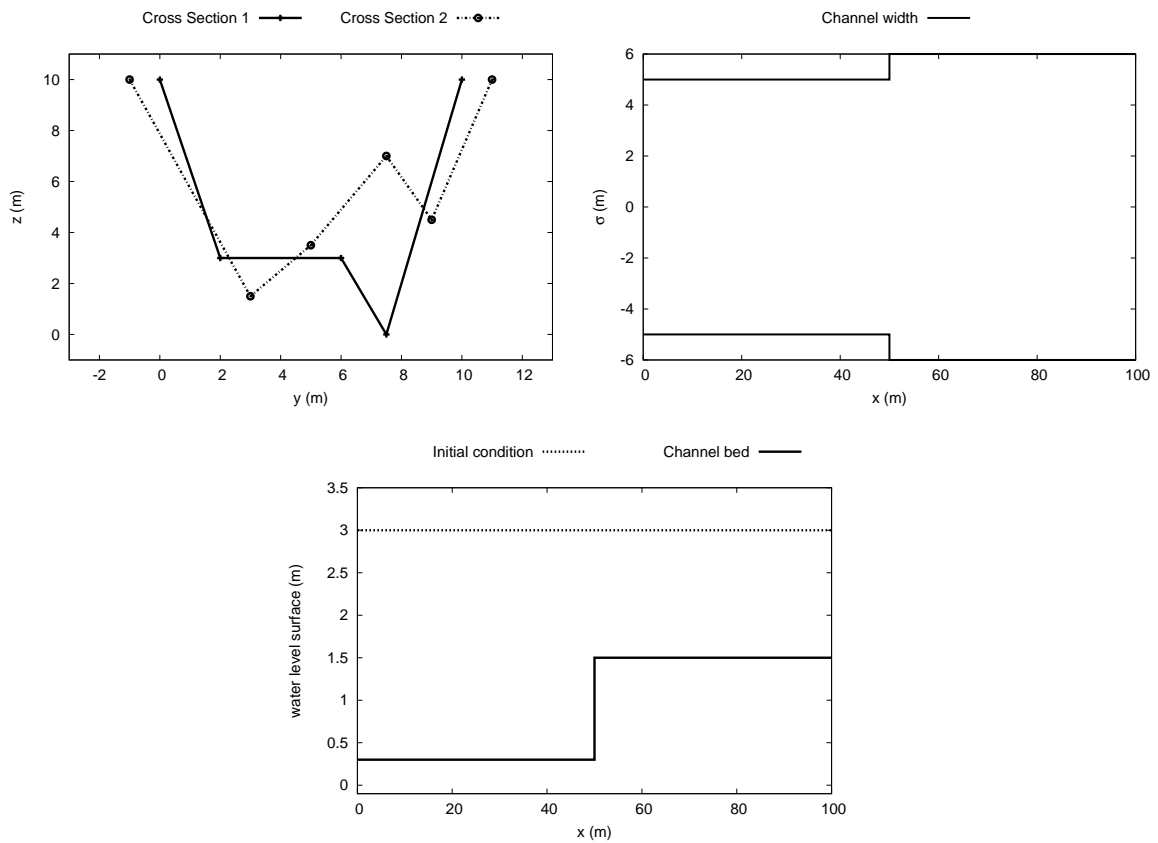 Cross Section 1
Cross Section 2
z (m)
10
8
6
4
2
0
-2 0 2 4 6 8 10 12
y (m)
Channel width
σ (m)
6
4
2
0
-2
-4
-6
0 20 40 60 80 100
x (m)
Initial condition
Channel bed
water level surface (m)
3.5
3
2.5
2
1.5
1
0.5
0
0 20 40 60 80 100
x (m)